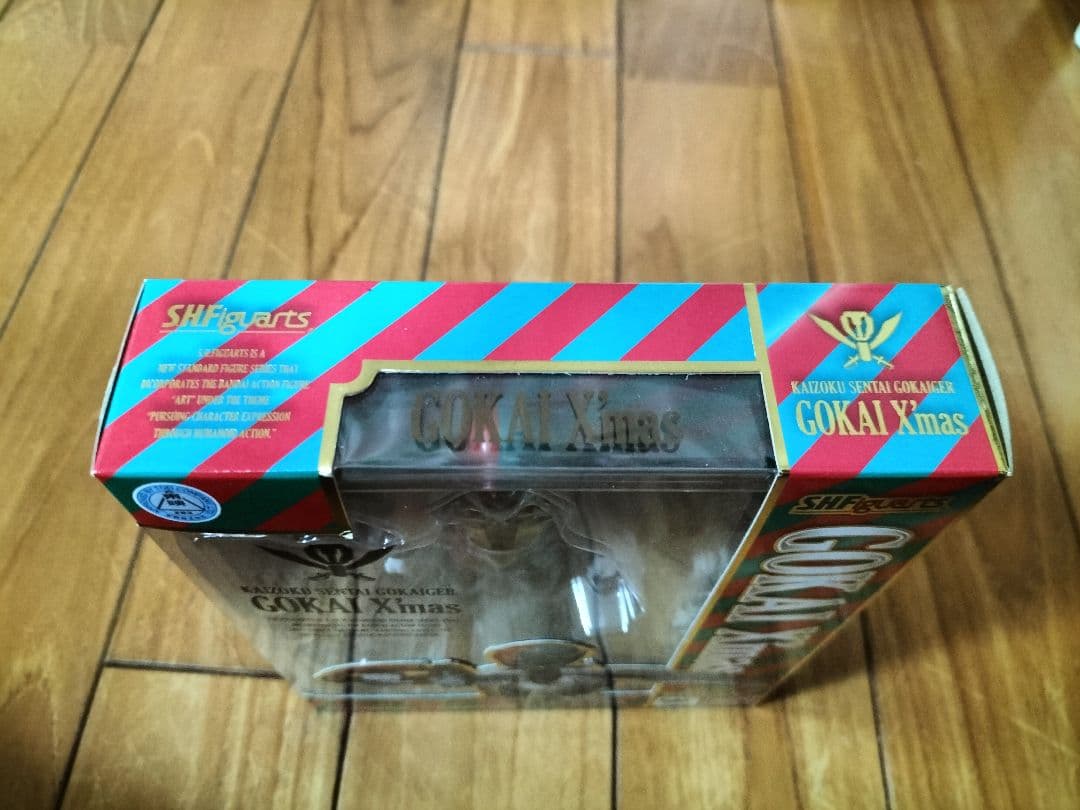 S.H.Figuarts
S.H.FIGUARTS IS A
NEW STANDARD FIGURE SERIES THAT
INCORPORATES THE BANDAI ACTION FIGURE
"ART" UNDER THE THEME
"PERSUING CHARACTER EXPRESSION
THROUGH HUMANOID ACTION."
GOKAI X'mas
KAIZOKU SENTAI GOKAIGER
GOKAI X'mas
S.H.Figuarts
GOKAI X'mas
KAIZOKU SENTAI GOKAIGER
GOKAI X'mas